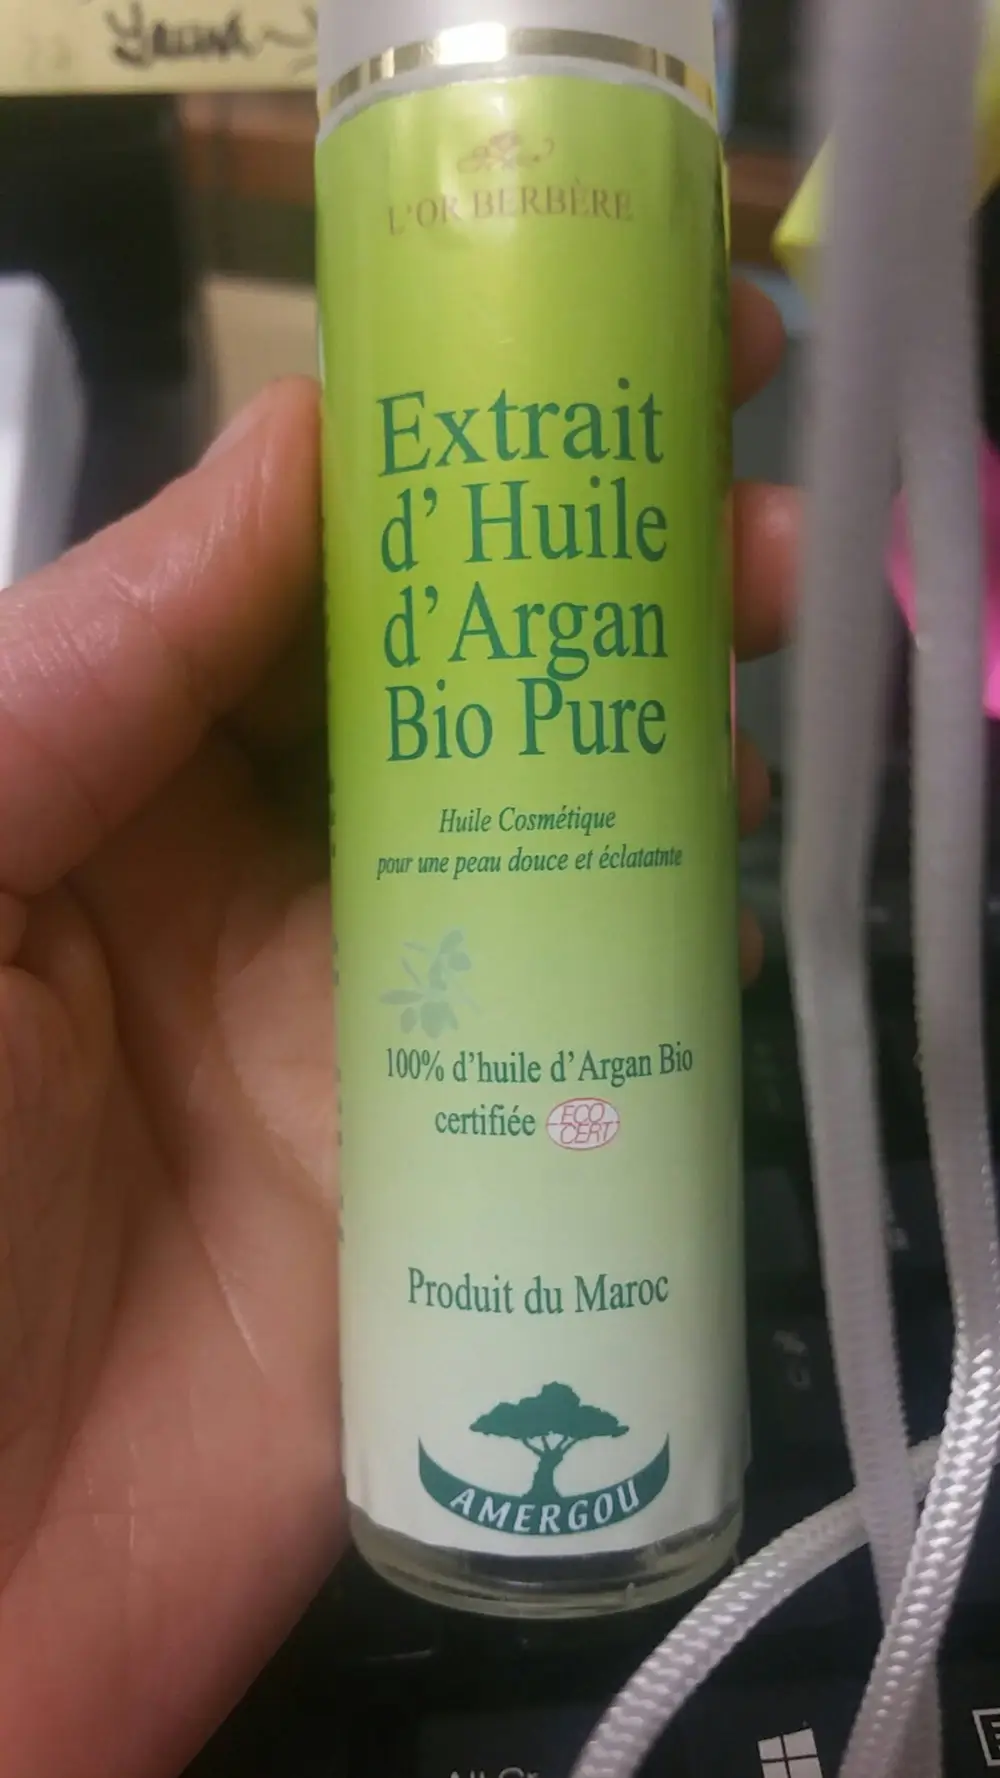 L'OR BERBÈRE
Extrait
d' Huile
d'Argan
Bio Pure
Huile Cosmétique
pour une peau douce et éclatatnte
100% d'huile d'Argan Bio
certifiée ECO CERT
Produit du Maroc
AMERGOU